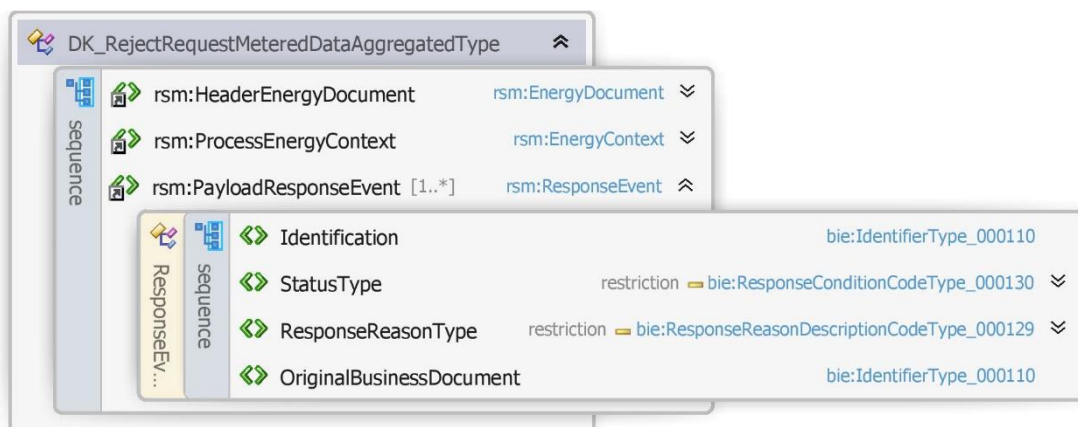 DK_RejectRequestMeteredDataAggregatedType
sequence
rsm:HeaderEnergyDocument rsm:EnergyDocument
rsm:ProcessEnergyContext rsm:EnergyContext
rsm:PayloadResponseEvent [1..*] rsm:ResponseEvent
ResponseEv...
sequence
Identification bie:IdentifierType_000110
StatusType restriction bie:ResponseConditionCodeType_000130
ResponseReasonType restriction bie:ResponseReasonDescriptionCodeType_000129
OriginalBusinessDocument bie:IdentifierType_000110